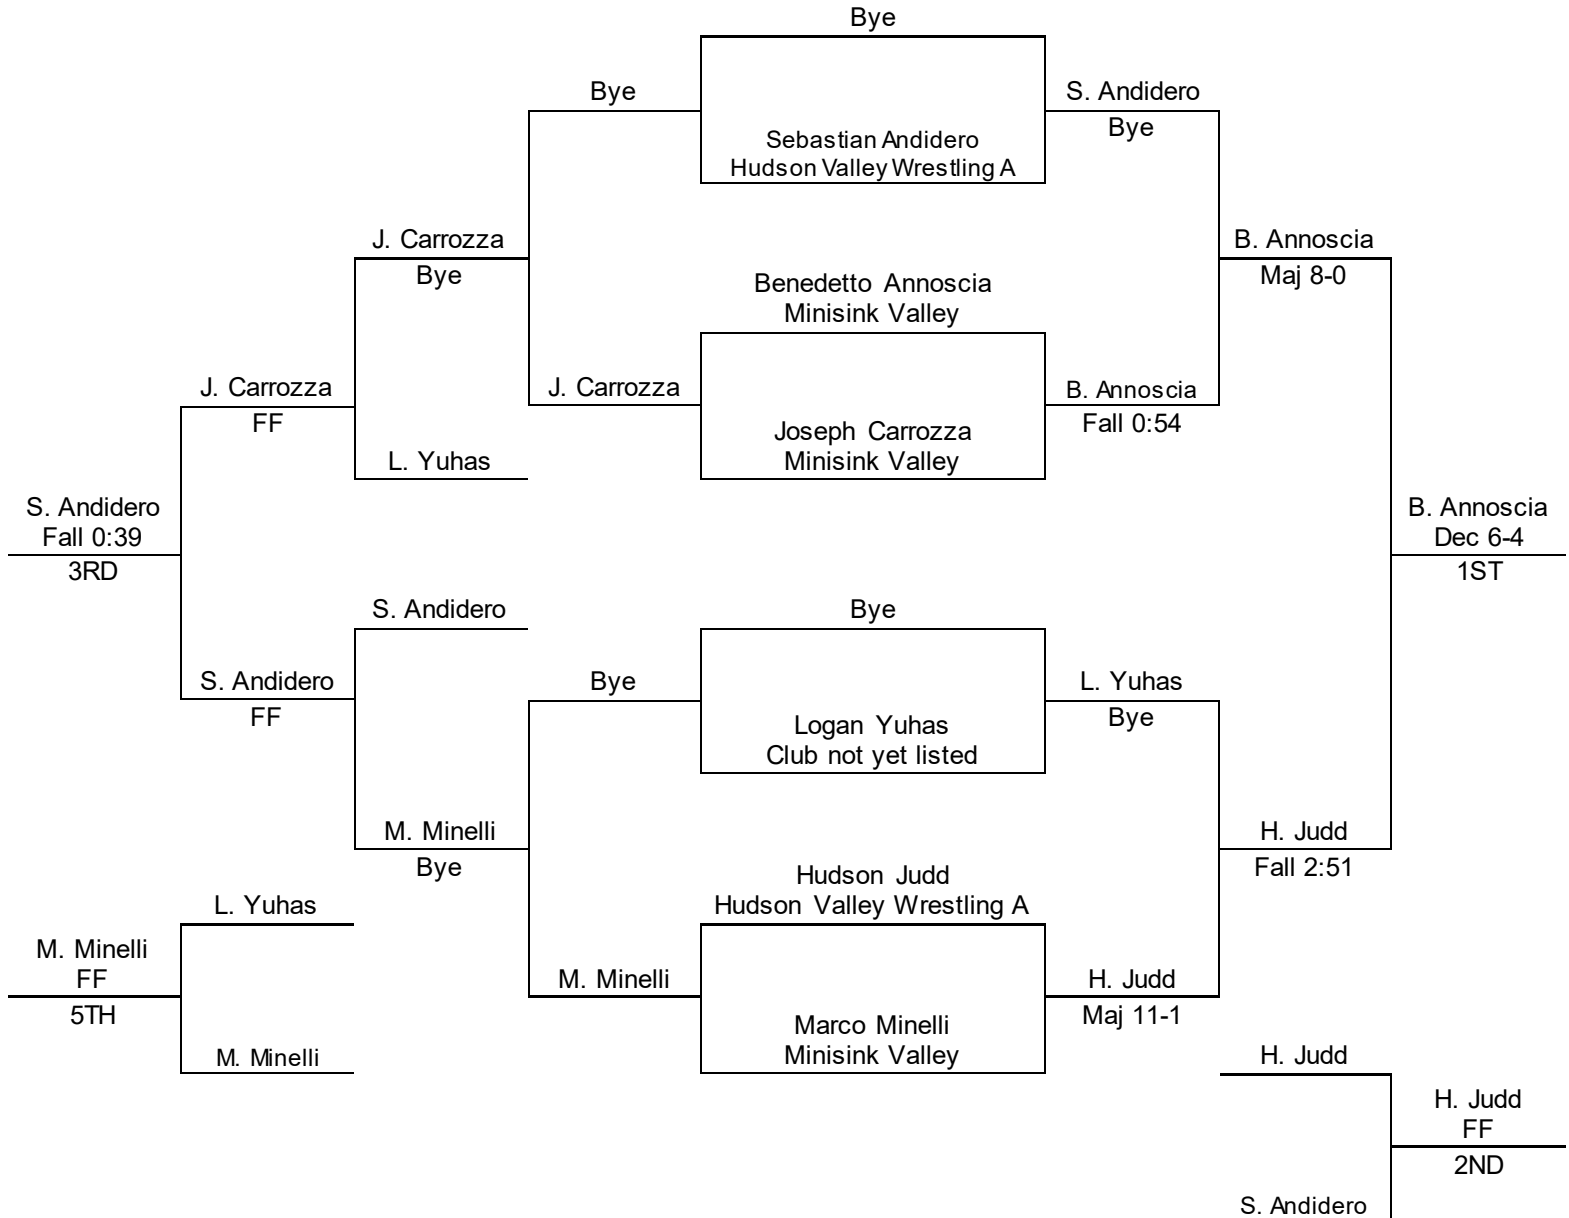 Bye
Bye
S. Andidero
Bye
Sebastian Andidero
Hudson Valley Wrestling A
J. Carrozza
Bye
B. Annoscia
Maj 8-0
Benedetto Annoscia
Minisink Valley
J. Carrozza
FF
J. Carrozza
B. Annoscia
Fall 0:54
Joseph Carrozza
Minisink Valley
L. Yuhas
S. Andidero
Fall 0:39
3RD
B. Annoscia
Dec 6-4
1ST
S. Andidero
Bye
S. Andidero
FF
Bye
L. Yuhas
Bye
Logan Yuhas
Club not yet listed
M. Minelli
Bye
H. Judd
Fall 2:51
Hudson Judd
Hudson Valley Wrestling A
L. Yuhas
M. Minelli
FF
5TH
M. Minelli
H. Judd
Maj 11-1
Marco Minelli
Minisink Valley
M. Minelli
H. Judd
H. Judd
FF
2ND
S. Andidero